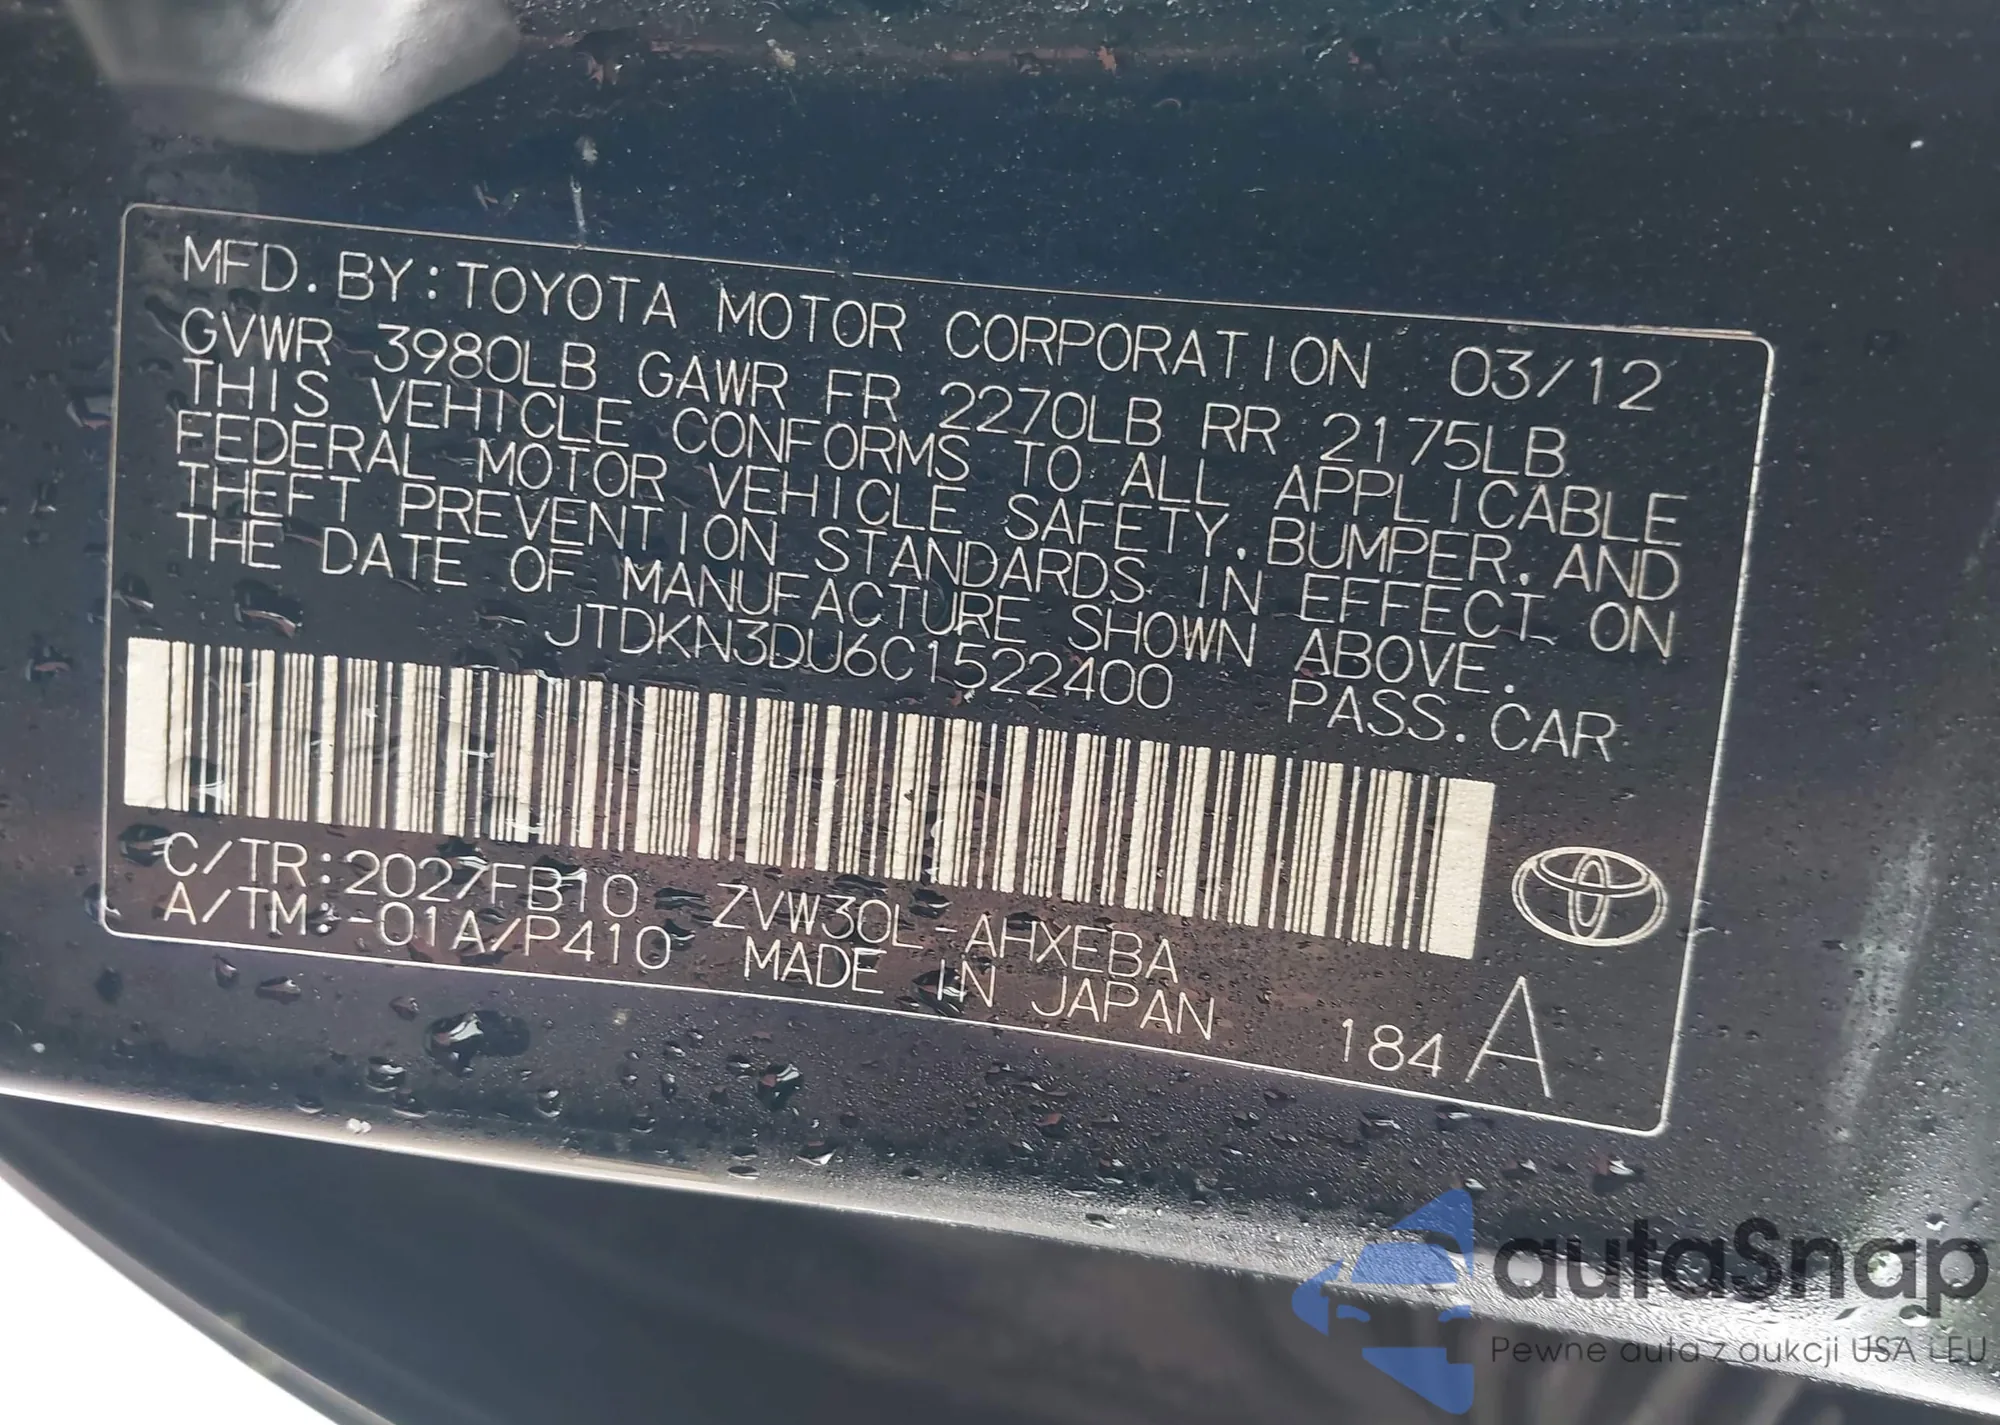 MFD. BY: TOYOTA MOTOR CORPORATION 03/12
GVWR 3980LB GAWR FR 2270LB RR 2175LB
THIS VEHICLE CONFORMS TO ALL APPLICABLE
FEDERAL MOTOR VEHICLE SAFETY, BUMPER, AND
THEFT PREVENTION STANDARDS IN EFFECT ON
THE DATE OF MANUFACTURE SHOWN ABOVE.
JTDKN3DU6C1522400 PASS. CAR
C/TR: 2027FB10 ZVW30L-AHXEBA
A/TM: -01A/P410 MADE IN JAPAN
184 A
autaSnap
Pewne auta z aukcji USA i EU